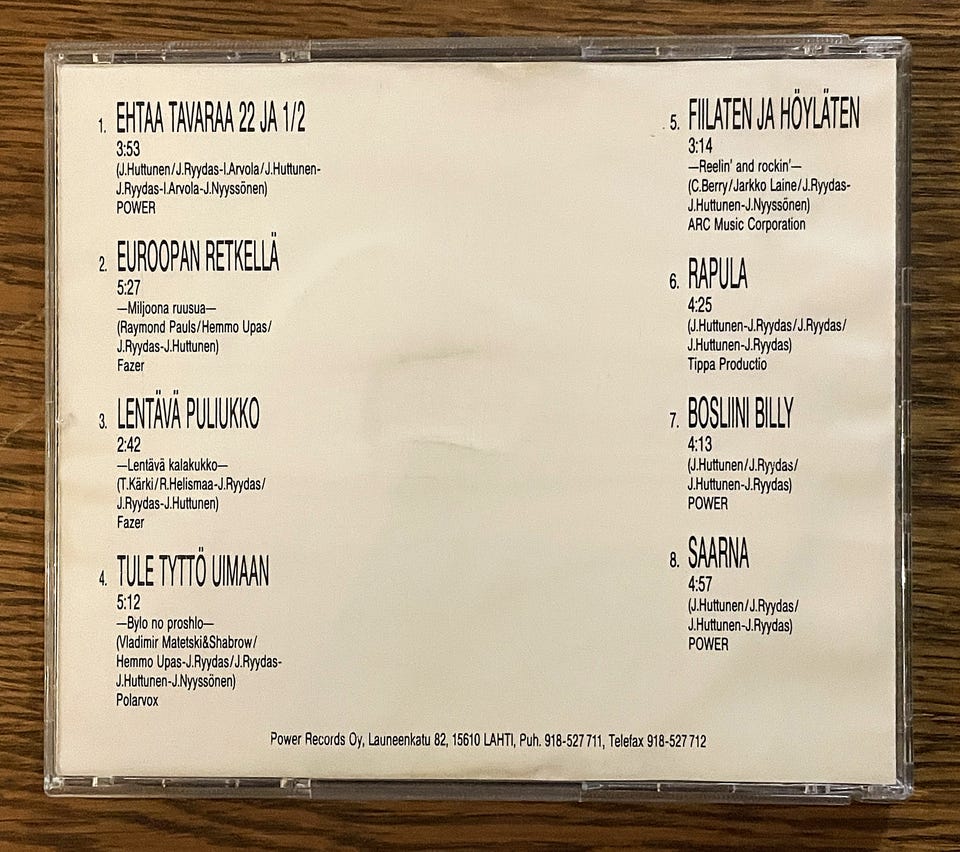 1. EHTAA TAVARAA 22 JA 1/2
3:53
(J.Huttunen/J.Ryydas-I.Arvola/J.Huttunen-
J.Ryydas-I.Arvola-J.Nyyssönen)
POWER
2. EUROOPAN RETKELLÄ
5:27
—Miljoona ruusua—
(Raymond Pauls/Hemmo Upas/
J.Ryydas-J.Huttunen)
Fazer
3. LENTÄVÄ PULIUKKO
2:42
—Lentävä kalakukko—
(T.Kärki/R.Helismaa-J.Ryydas/
J.Ryydas-J.Huttunen)
Fazer
4. TULE TYTTÖ UIMAAN
5:12
—Bylo no proshlo—
(Vladimir Matetski&Shabrow/
Hemmo Upas-J.Ryydas/J.Ryydas-
J.Huttunen-J.Nyyssönen)
Polarvox
5. FIILATEN JA HÖYLÄTEN
3:14
—Reelin' and rockin'—
(C.Berry/Jarkko Laine/J.Ryydas-
J.Huttunen-J.Nyyssönen)
ARC Music Corporation
6. RAPULA
4:25
(J.Huttunen-J.Ryydas/J.Ryydas/
J.Huttunen-J.Ryydas)
Tippa Productio
7. BOSLIINI BILLY
4:13
(J.Huttunen/J.Ryydas/
J.Huttunen-J.Ryydas)
POWER
8. SAARNA
4:57
(J.Huttunen/J.Ryydas/
J.Huttunen-J.Ryydas)
POWER
Power Records Oy, Launeenkatu 82, 15610 LAHTI, Puh. 918-527 711, Telefax 918-527 712